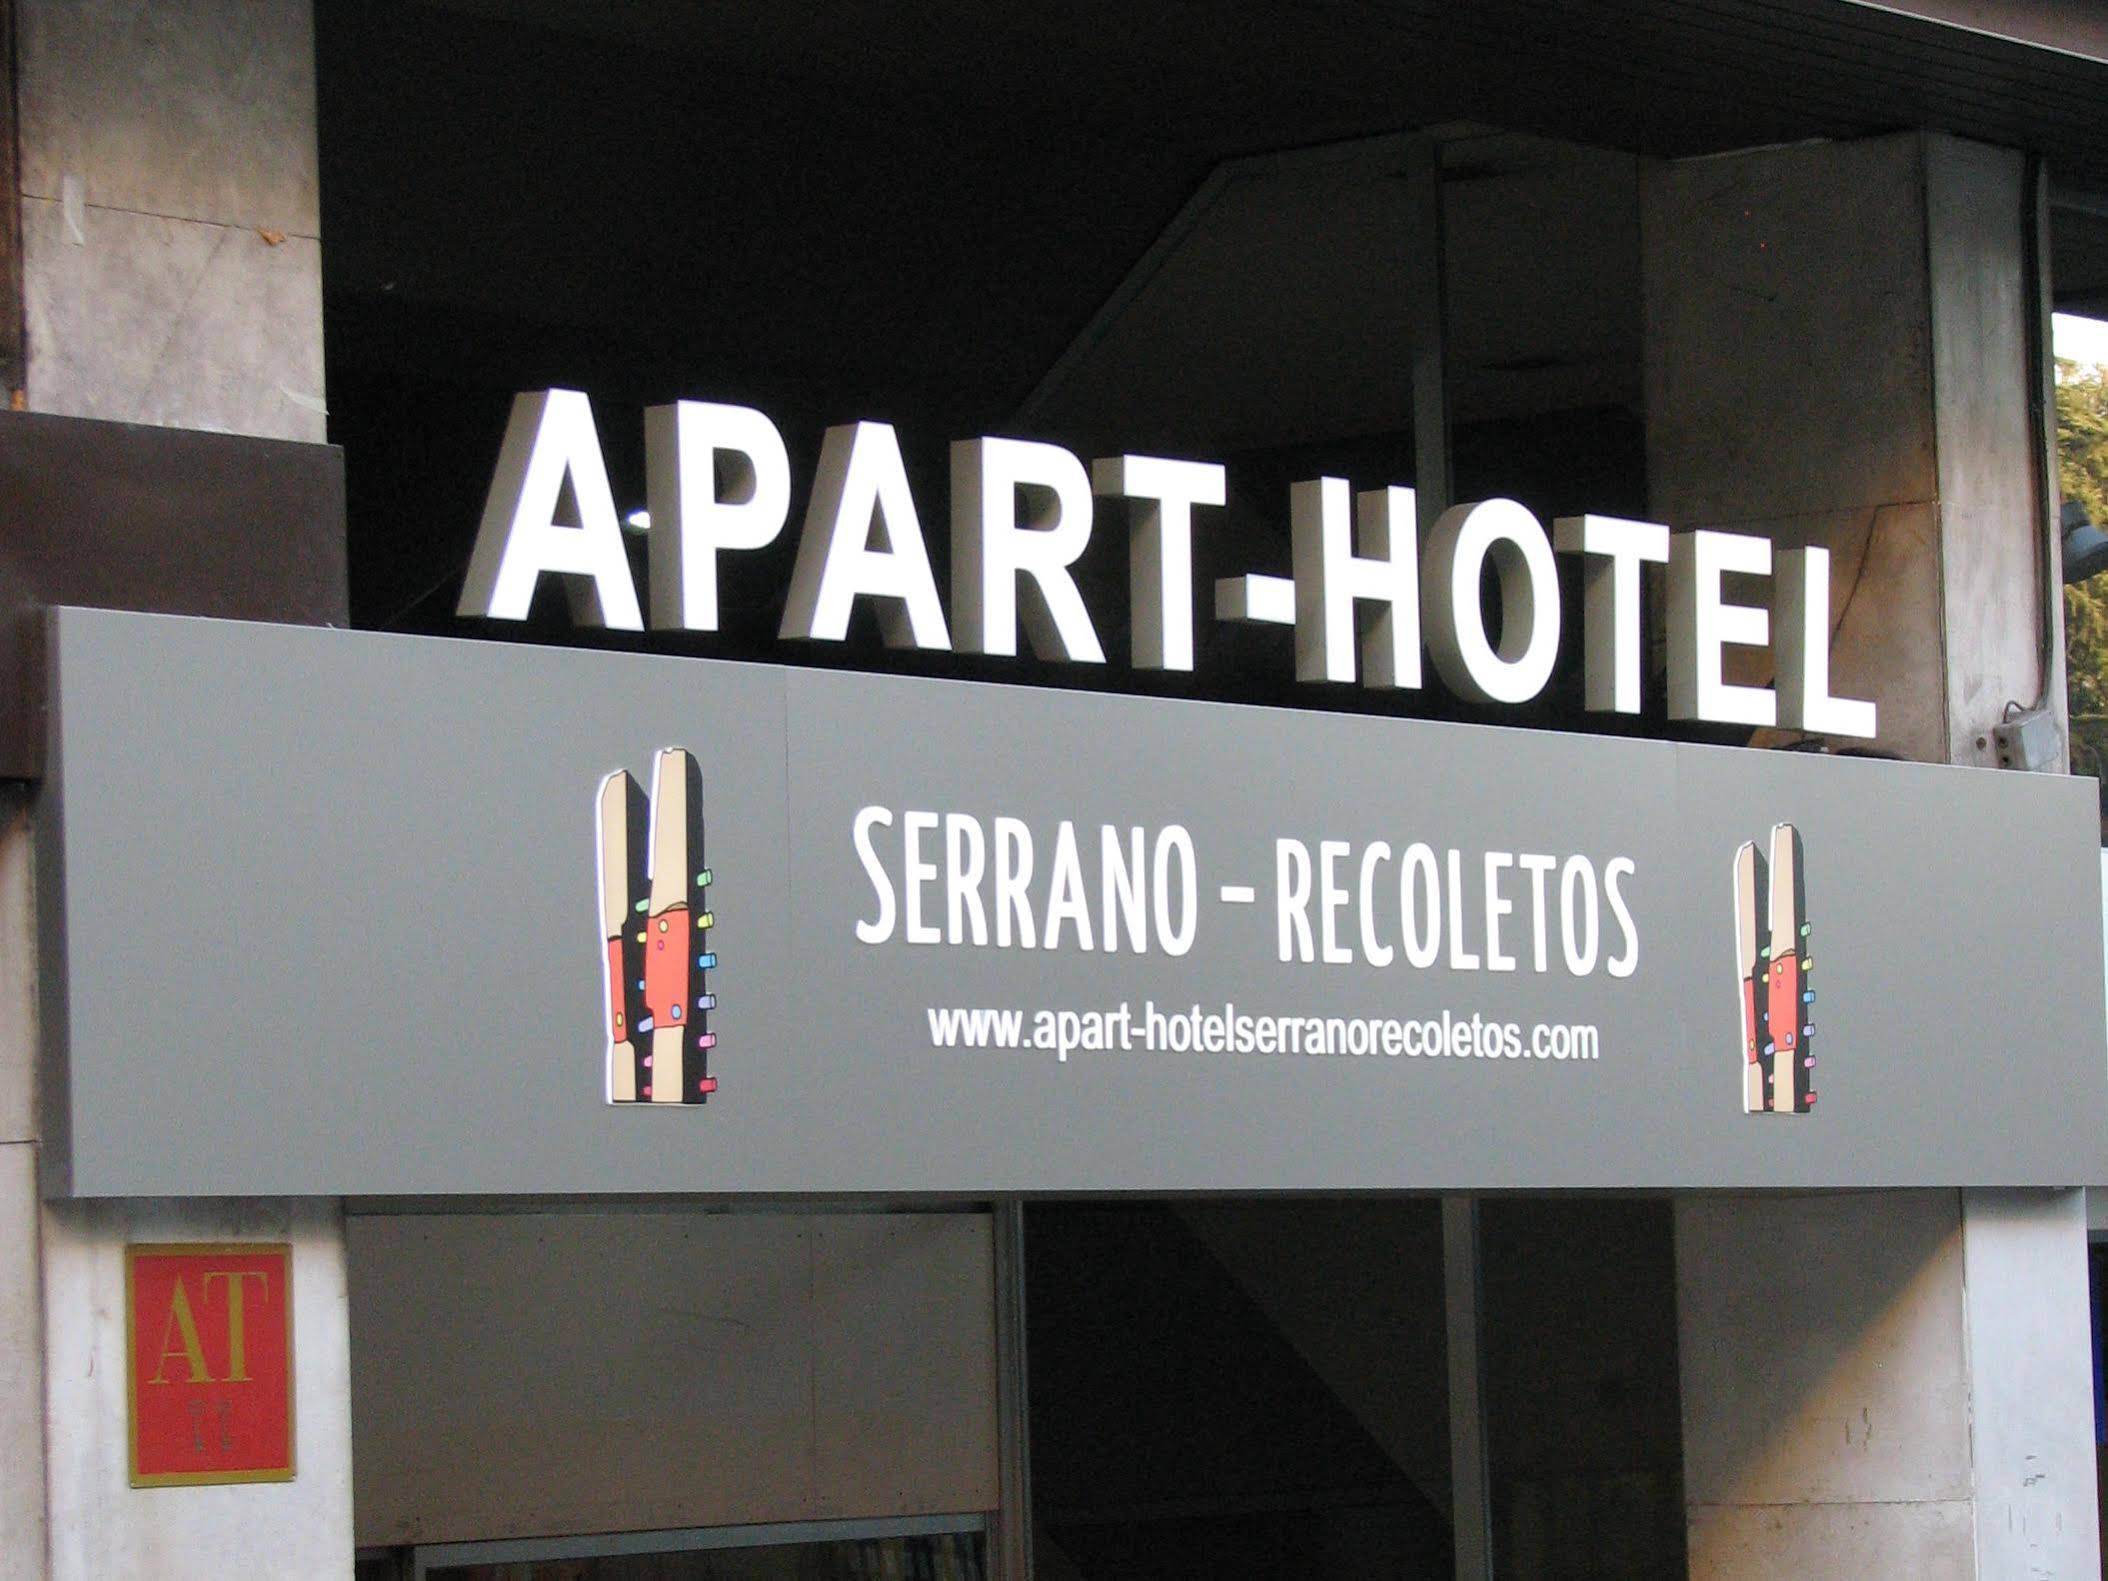 APART-HOTEL
SERRANO - RECOLETOS
www.apart-hotelserranorecoletos.com
AT